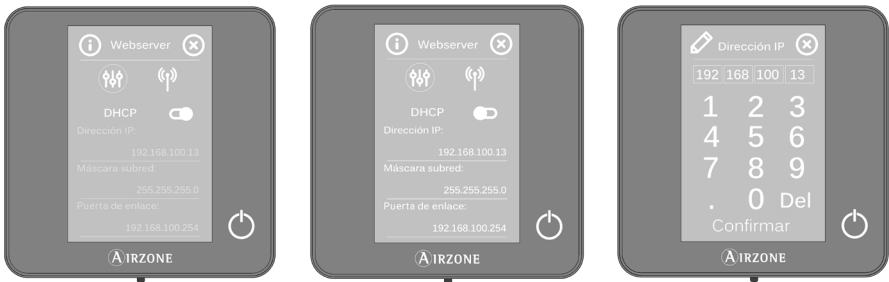 Webserver
DHCP
Dirección IP:
192.168.100.13
Máscara subred:
255.255.255.0
Puerta de enlace:
192.168.100.254
AIRZONE
Webserver
DHCP
Dirección IP:
192.168.100.13
Máscara subred:
255.255.255.0
Puerta de enlace:
192.168.100.254
AIRZONE
Dirección IP
192 168 100 13
1 2 3
4 5 6
7 8 9
. 0 Del
Confirmar
AIRZONE